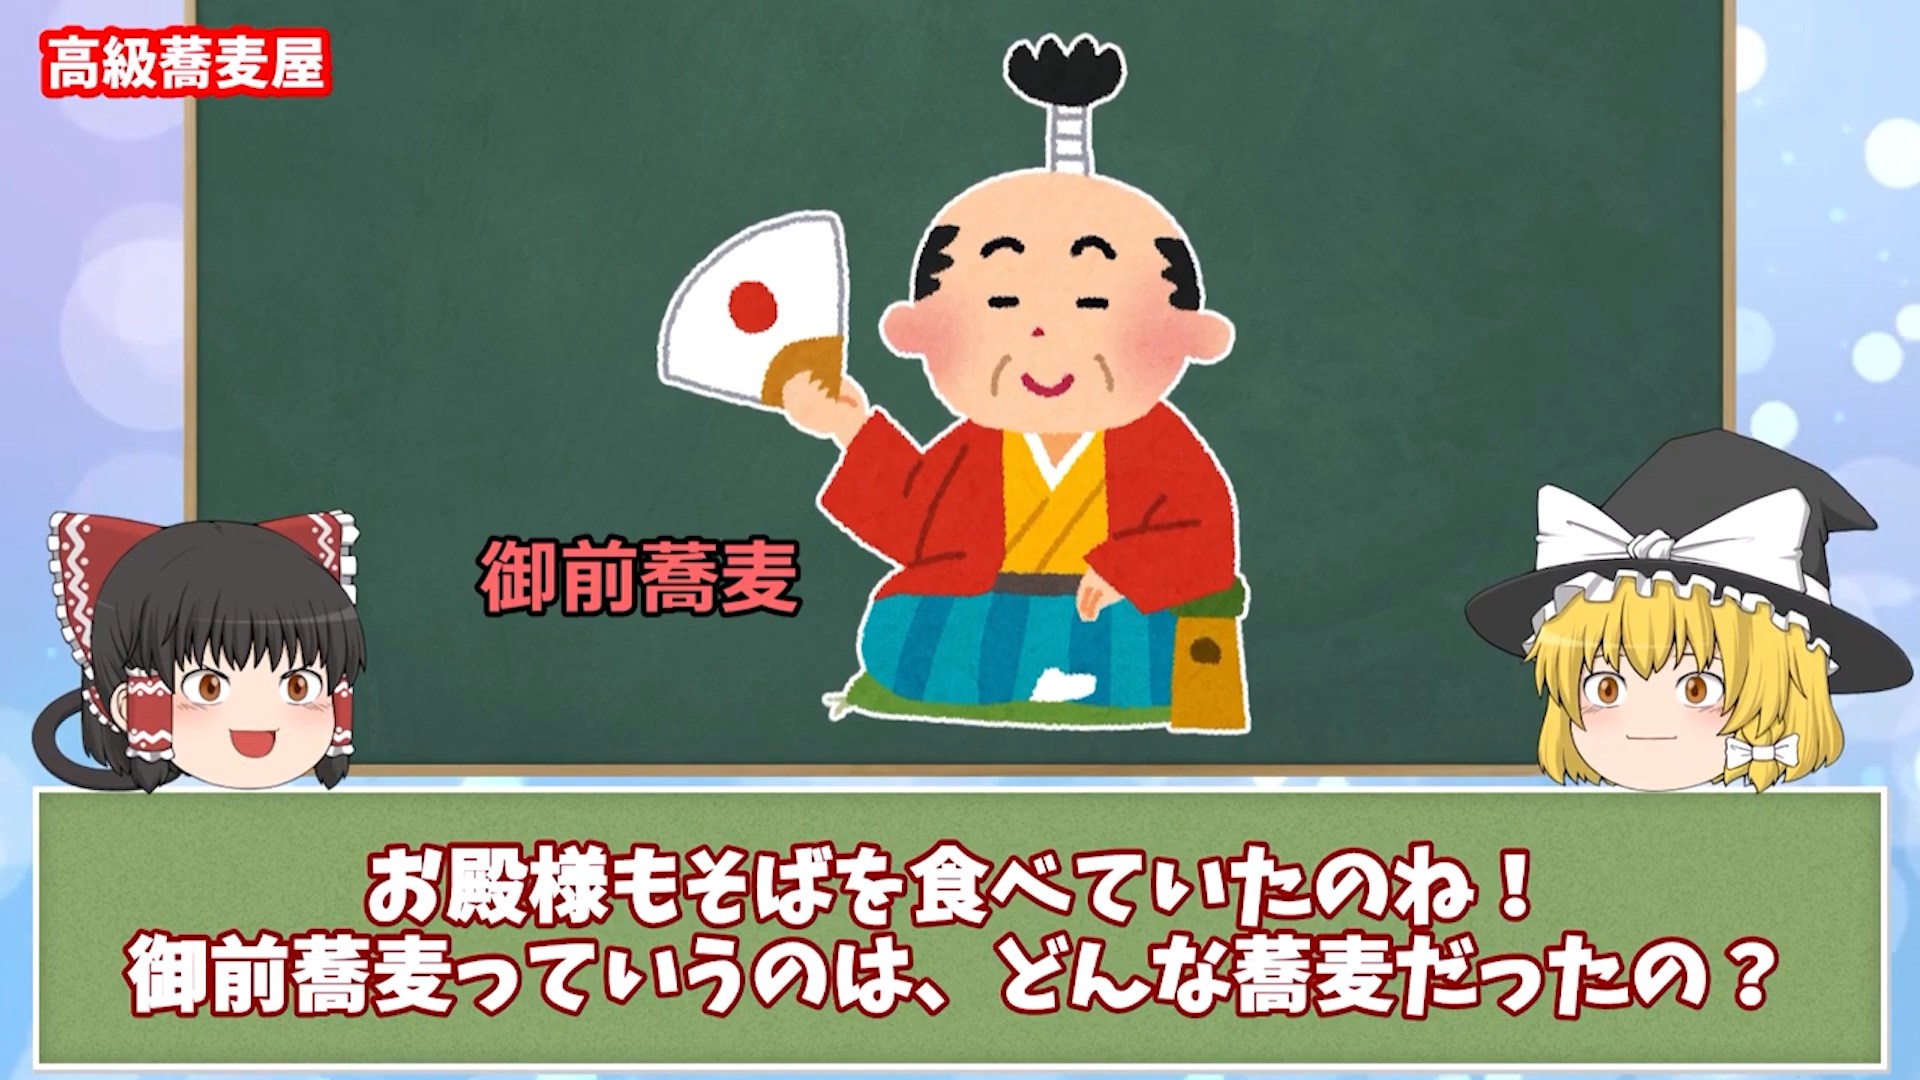 高級蕎麦屋
御前蕎麦
お殿様もそばを食べていたのね！
御前蕎麦っていうのは、どんな蕎麦だったの？